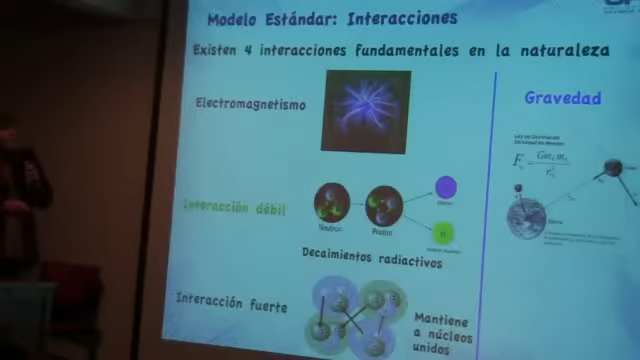 Modelo Estándar: Interacciones
Existen 4 interacciones fundamentales en la naturaleza
Electromagnetismo
Gravedad
Interacción débil
Neutrón
Protón
Decaimientos radiactivos
Interacción fuerte
Mantiene
a núcleos
unidos